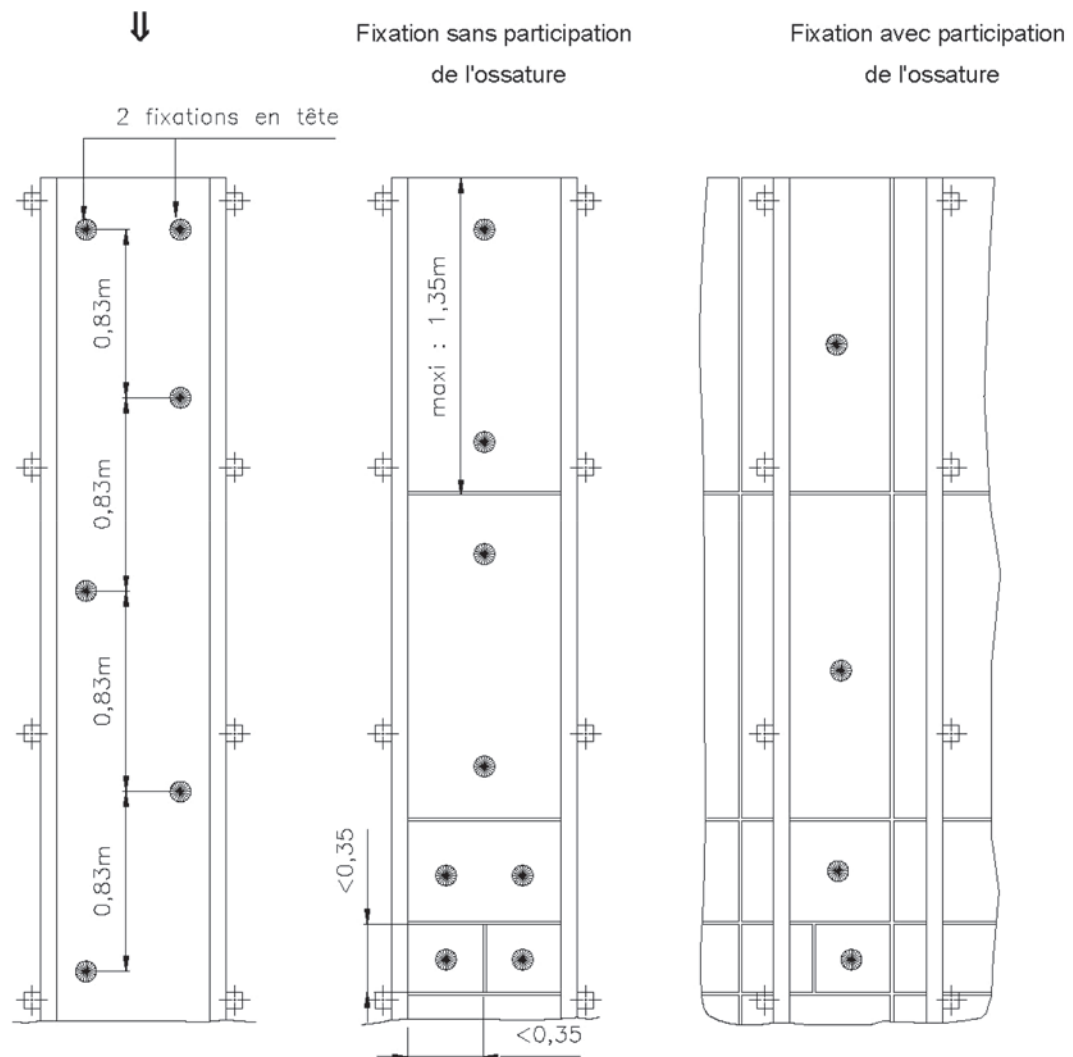 ⇓
Fixation sans participation
de l'ossature
Fixation avec participation
de l'ossature
2 fixations en tête
0,83m
0,83m
0,83m
0,83m
maxi : 1,35m
<0,35
<0,35